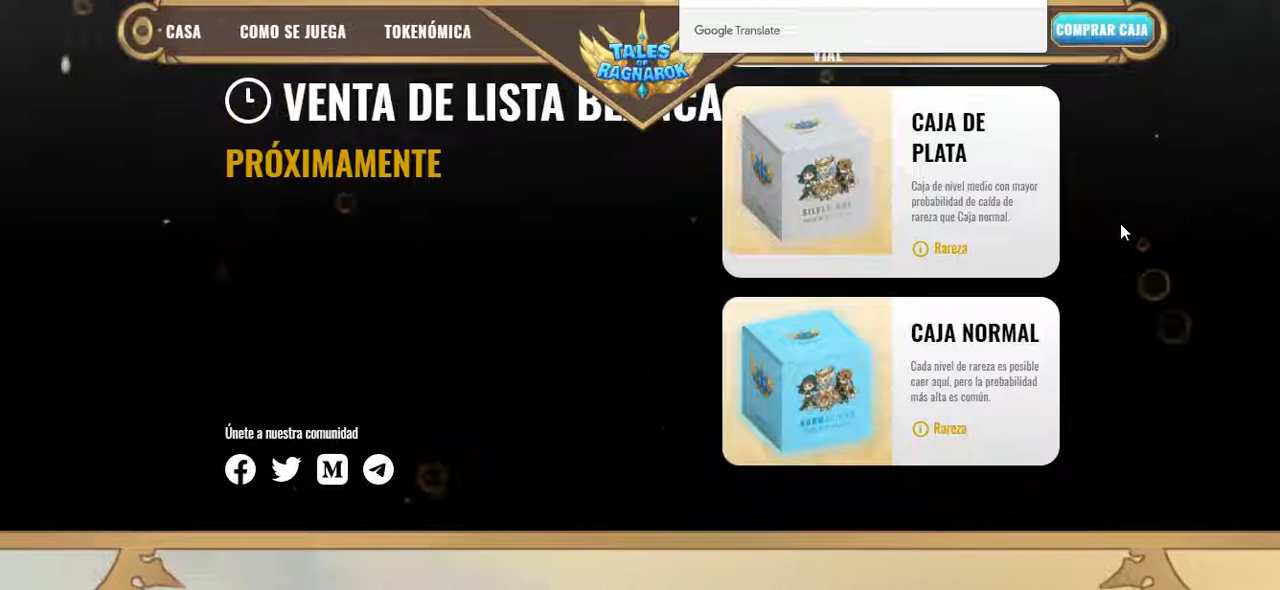 CASA
COMO SE JUEGA
TOKENÓMICA
TALES
OF
RAGNAROK
Google Translate
VIAL
COMPRAR CAJA
VENTA DE LISTA
PRÓXIMAMENTE
CAJA DE
PLATA
Caja de nivel medio con mayor
probabilidad de caída de
rareza que Caja normal.
Rareza
CAJA NORMAL
Cada nivel de rareza es posible
caer aquí, pero la probabilidad
más alta es común.
Rareza
Únete a nuestra comunidad